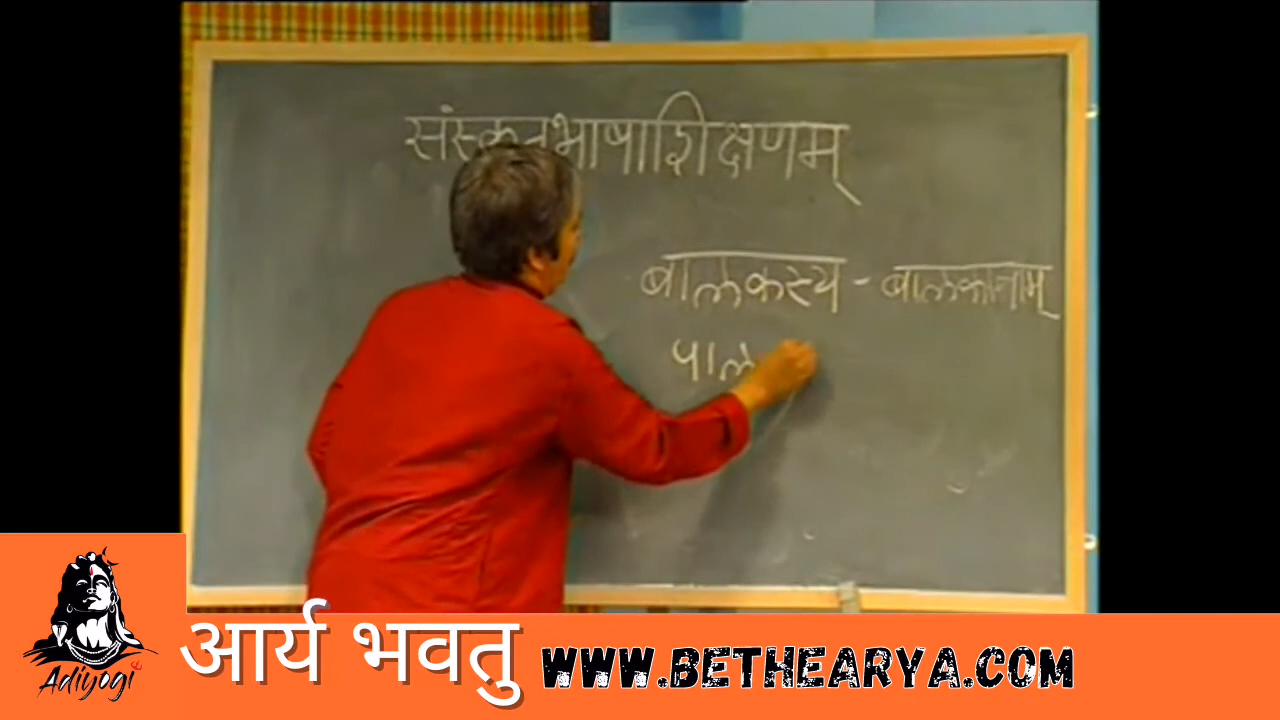 संस्कृतभाषाशिक्षणम्
बालकस्य - बालकानाम्
पाल
Adiyogi
आर्य भवतु
WWW.BETHEARYA.COM